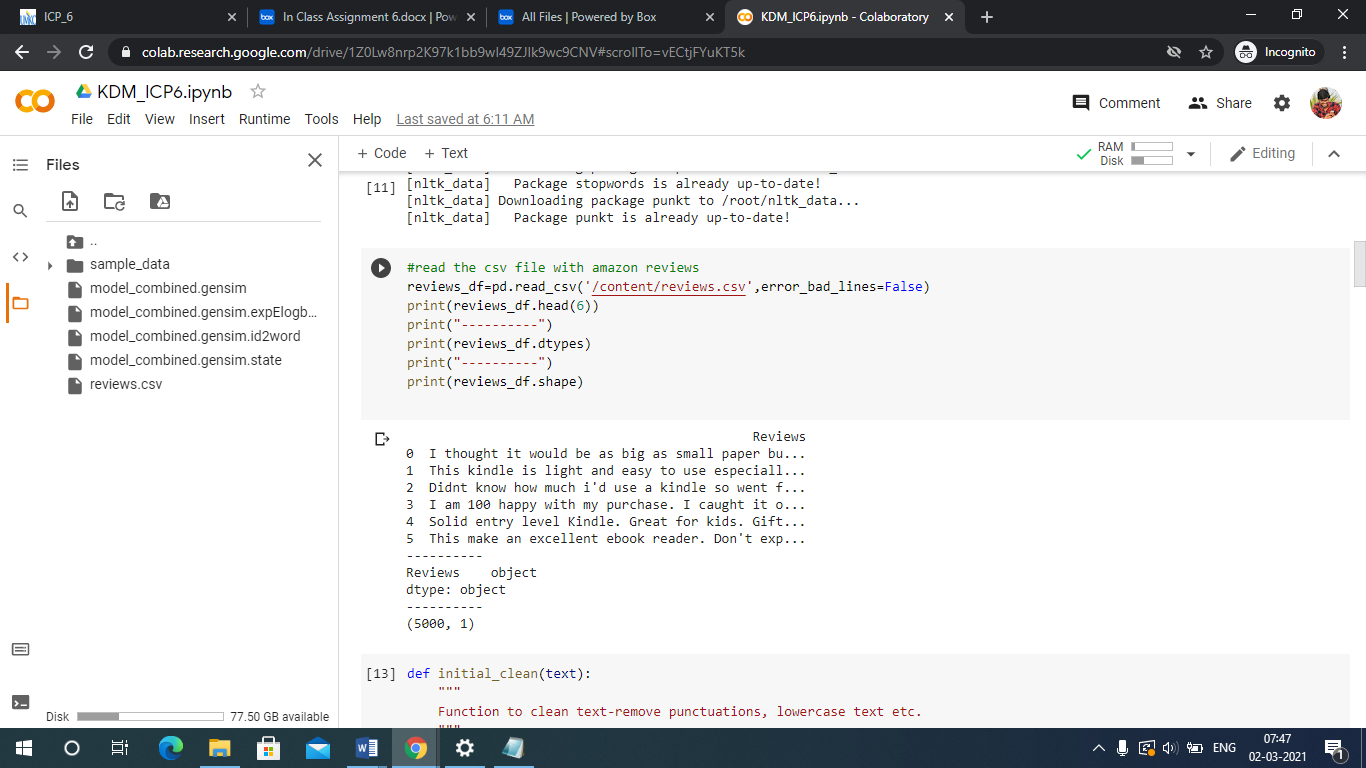 ICP_6
In Class Assignment 6.docx | Pow
All Files | Powered by Box
KDM_ICP6.ipynb - Colaboratory
colab.research.google.com/drive/1Z0Lw8nrp2K97k1bb9wI49ZJIk9wc9CNV#scrollTo=vECtjFYuKT5k
Incognito
KDM_ICP6.ipynb
Comment
Share
File Edit View Insert Runtime Tools Help Last saved at 6:11 AM
Files
+ Code + Text
RAM
Disk
Editing
..
sample_data
model_combined.gensim
model_combined.gensim.expElogb...
model_combined.gensim.id2word
model_combined.gensim.state
reviews.csv
Disk 77.50 GB available
[11] [nltk_data]   Package stopwords is already up-to-date!
[nltk_data] Downloading package punkt to /root/nltk_data...
[nltk_data]   Package punkt is already up-to-date!
#read the csv file with amazon reviews
reviews_df=pd.read_csv('/content/reviews.csv',error_bad_lines=False)
print(reviews_df.head(6))
print("----------")
print(reviews_df.dtypes)
print("----------")
print(reviews_df.shape)
Reviews
0  I thought it would be as big as small paper bu...
1  This kindle is light and easy to use especiall...
2  Didnt know how much i'd use a kindle so went f...
3  I am 100 happy with my purchase. I caught it o...
4  Solid entry level Kindle. Great for kids. Gift...
5  This make an excellent ebook reader. Don't exp...
----------
Reviews    object
dtype: object
----------
(5000, 1)
[13] def initial_clean(text):
"""
Function to clean text-remove punctuations, lowercase text etc.
"""
ENG
07:47
02-03-2021
1